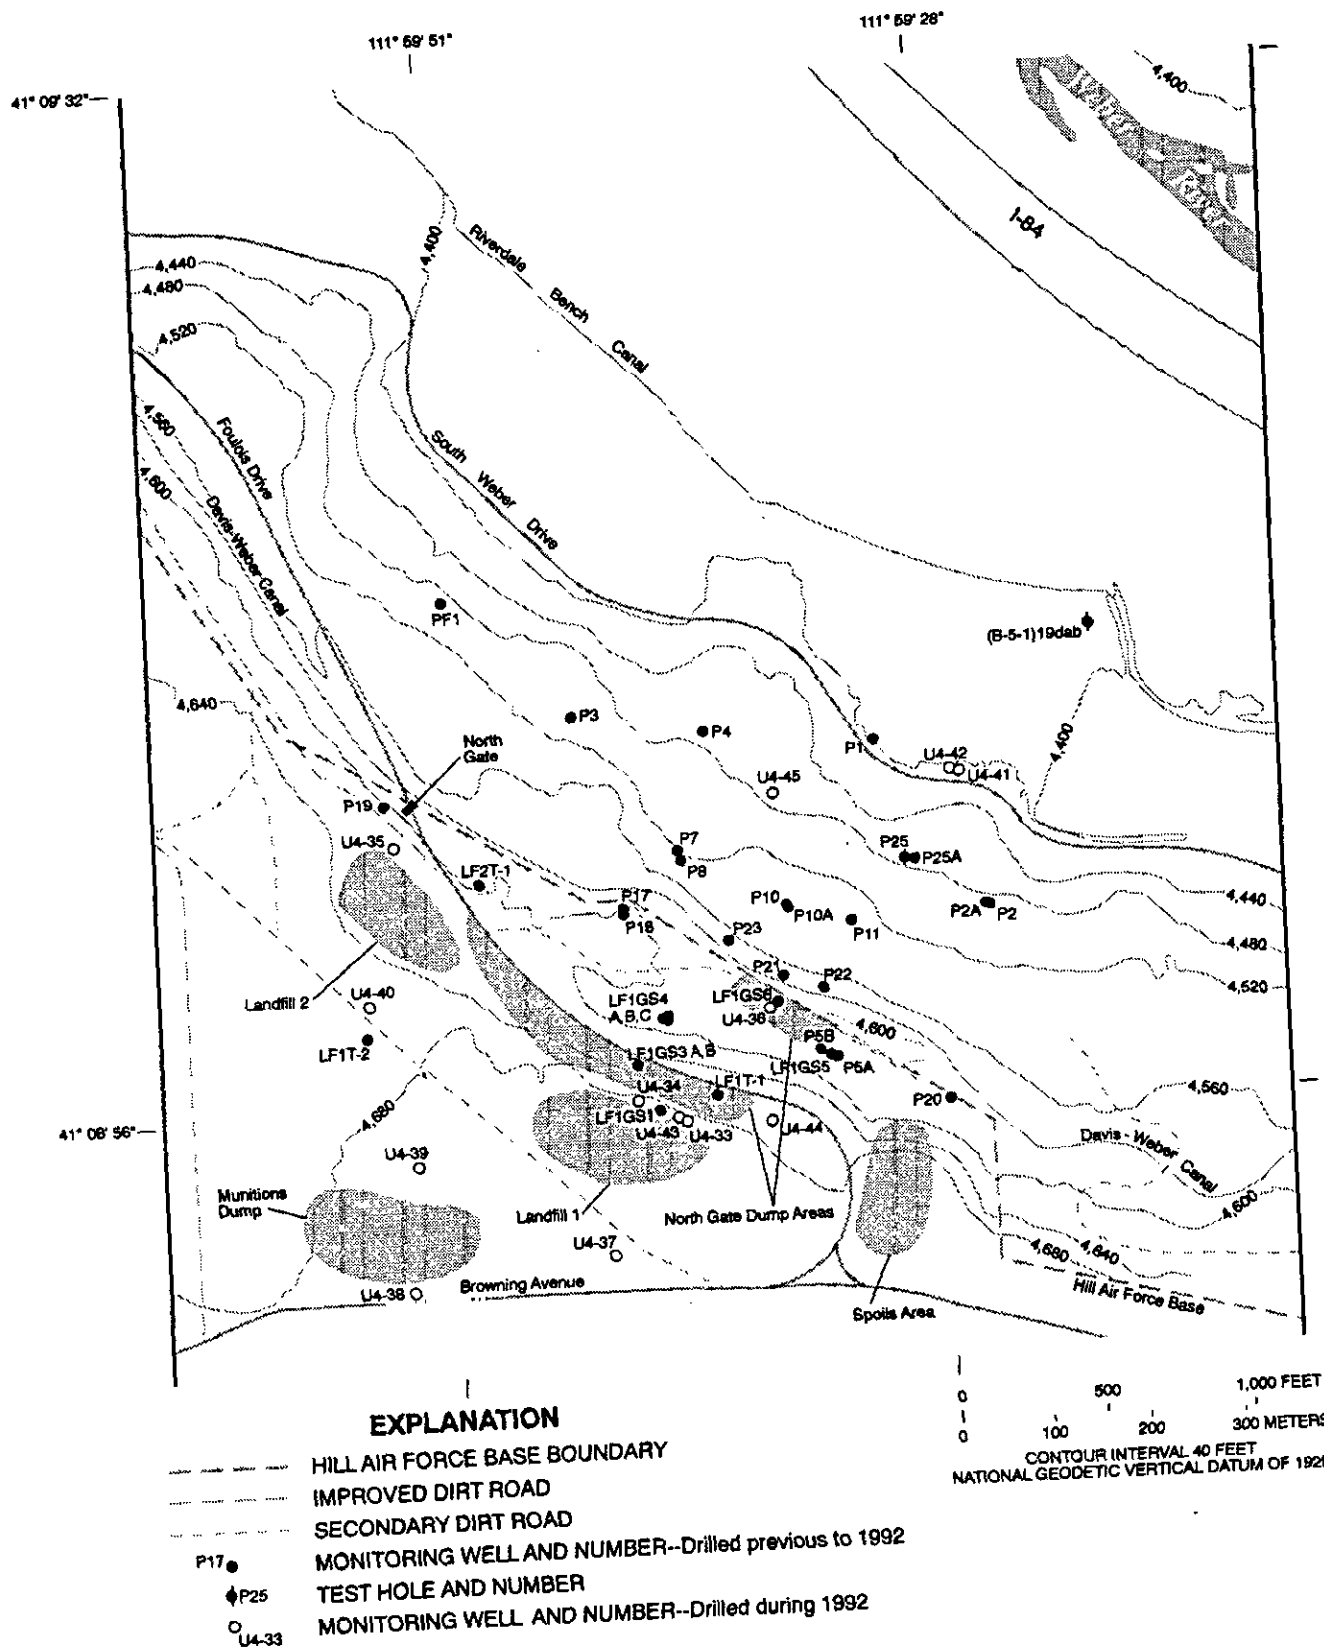 111° 59' 51"
111° 59' 28"
41° 09' 32"
4,400
Weber
River
I-84
4,400
Riverdale
Bench
Canal
4,440
4,480
4,520
Foulois Drive
South
Weber
Drive
4,560
4,600
Davis-Weber Canal
PF1
(B-5-1)19dab
4,640
P3
P4
P1
U4-42
U4-41
4,400
North
Gate
U4-45
P19
U4-35
P7
P8
P25
P25A
LF2T-1
P17
P18
P10
P10A
P11
P2A
P2
4,440
P23
4,480
P21
P22
4,520
Landfill 2
U4-40
LF1GS4
A,B,C
LF1GS6
U4-36
4,600
LF1T-2
LF1GS3 A,B
P5B
LF1GS5
P5A
LF1T-1
U4-34
4,560
4,680
LF1GS1
U4-43
U4-33
U4-44
P20
41° 08' 56"
Davis - Weber Canal
U4-39
Munitions
Dump
Landfill 1
North Gate Dump Areas
4,600
U4-37
4,640
4,680
Browning Avenue
U4-38
Hill Air Force Base
Spoils Area
0 500 1,000 FEET
0 100 200 300 METERS
CONTOUR INTERVAL 40 FEET
NATIONAL GEODETIC VERTICAL DATUM OF 192
EXPLANATION
HILL AIR FORCE BASE BOUNDARY
IMPROVED DIRT ROAD
SECONDARY DIRT ROAD
P17 MONITORING WELL AND NUMBER--Drilled previous to 1992
P25 TEST HOLE AND NUMBER
U4-33 MONITORING WELL AND NUMBER--Drilled during 1992